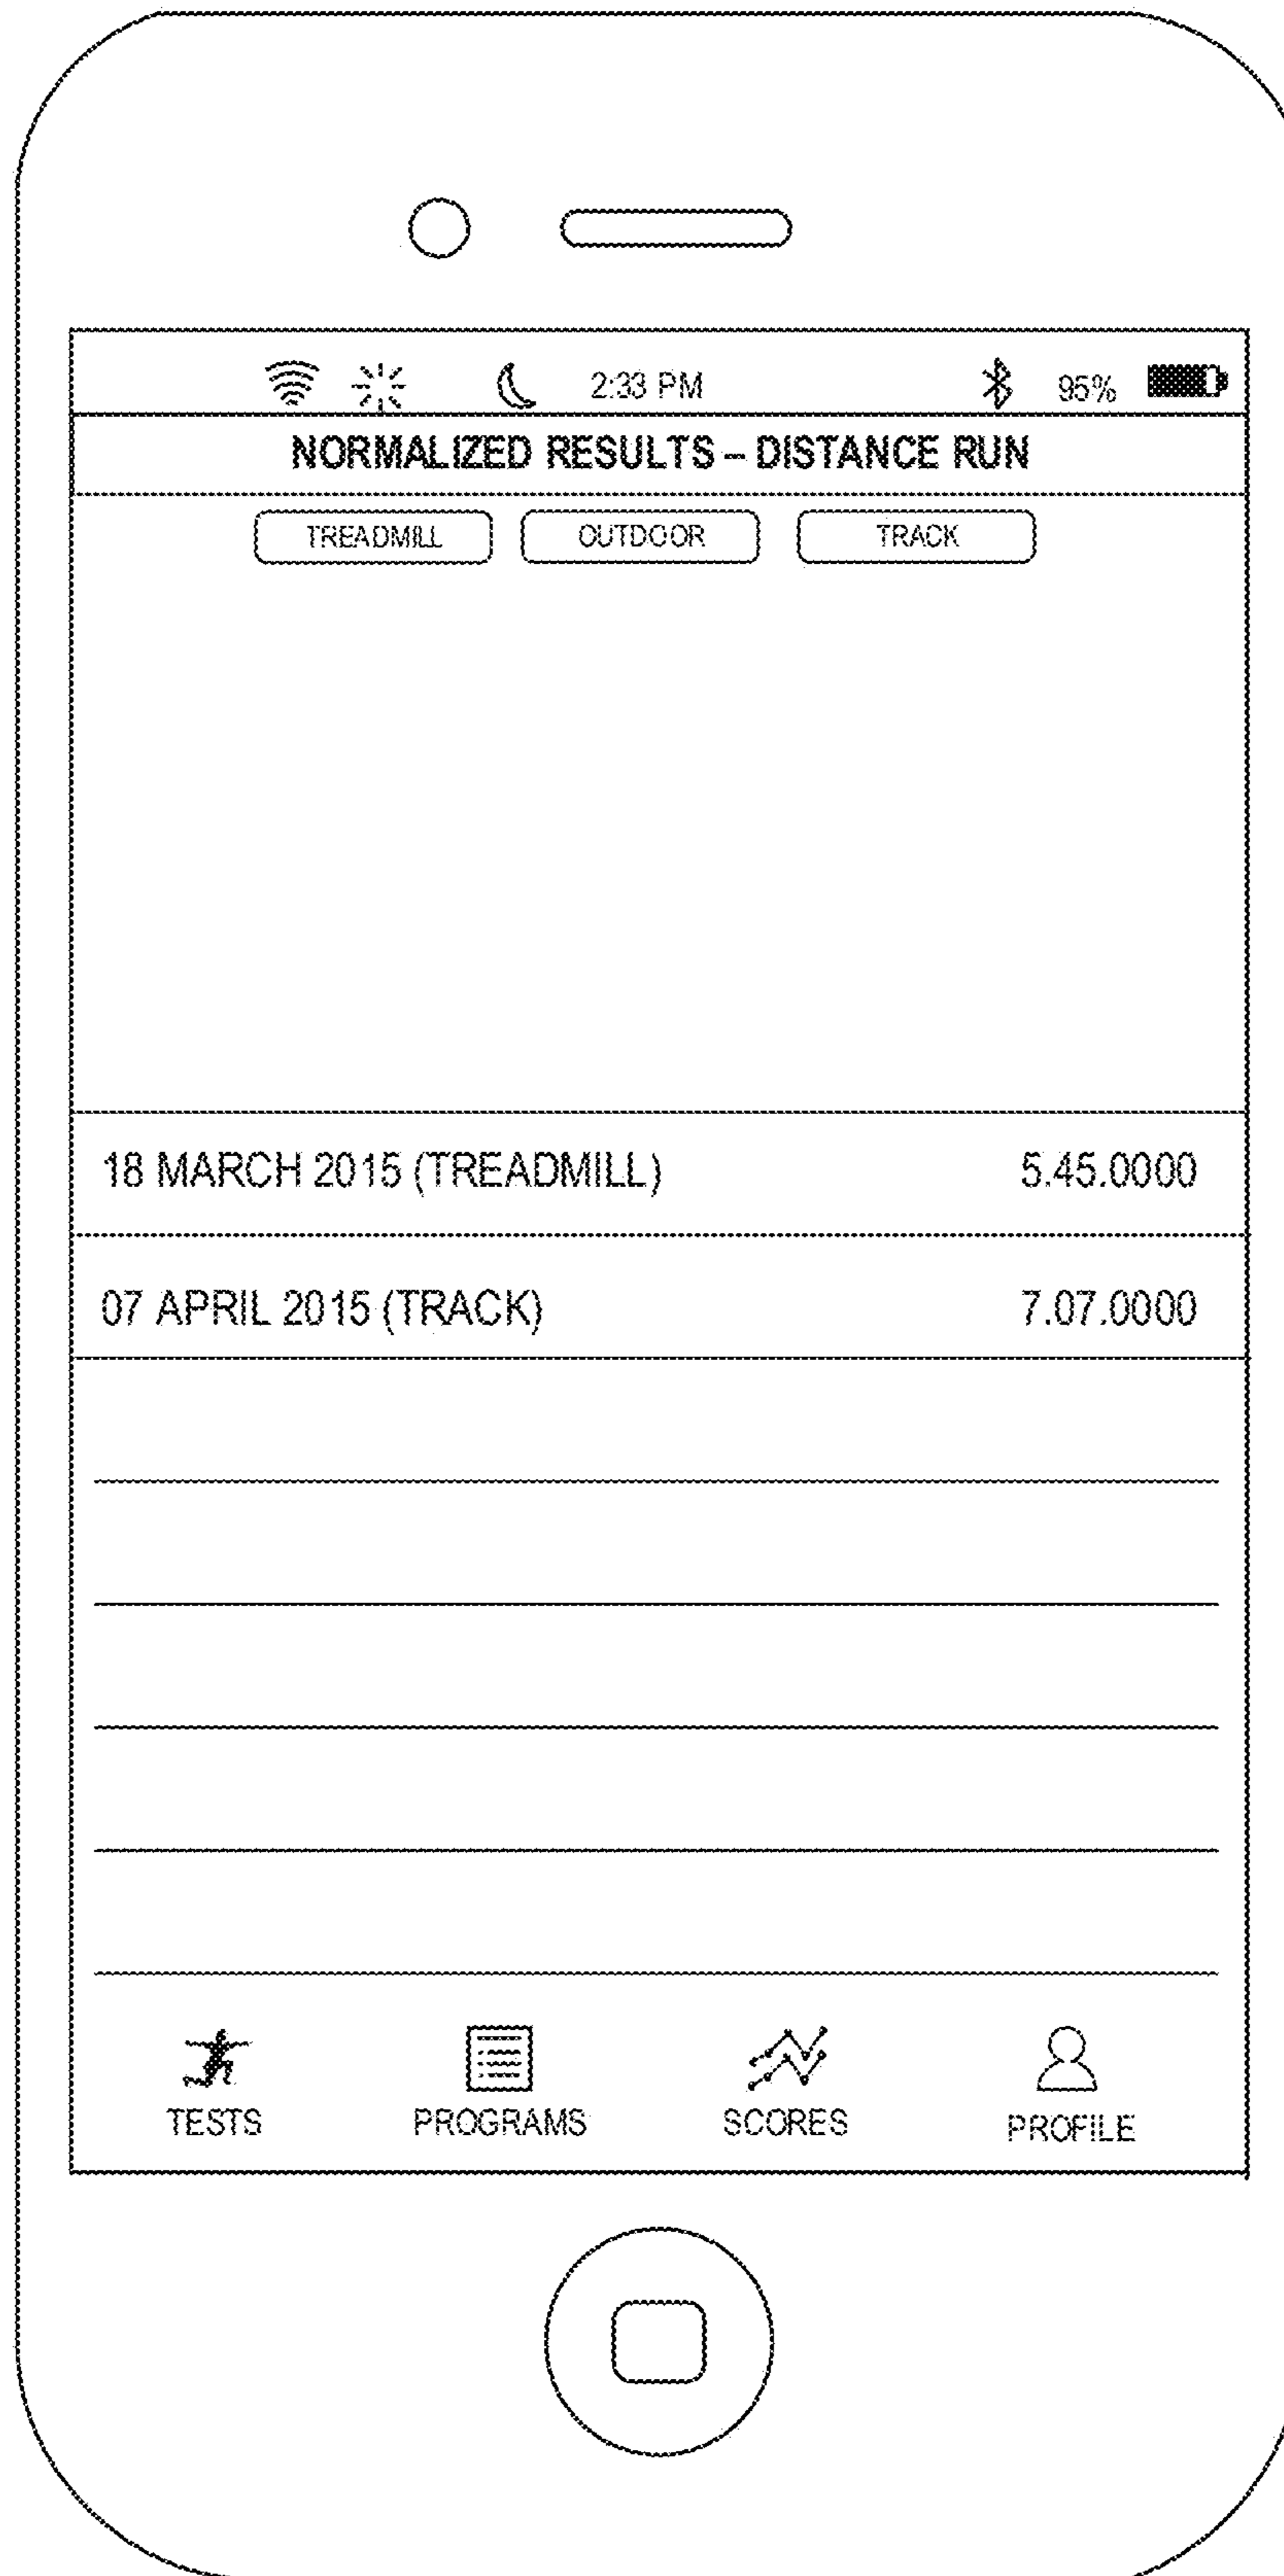 2:33 PM 95%
NORMALIZED RESULTS – DISTANCE RUN
TREADMILL OUTDOOR TRACK
18 MARCH 2015 (TREADMILL) 5.45.0000
07 APRIL 2015 (TRACK) 7.07.0000
TESTS PROGRAMS SCORES PROFILE